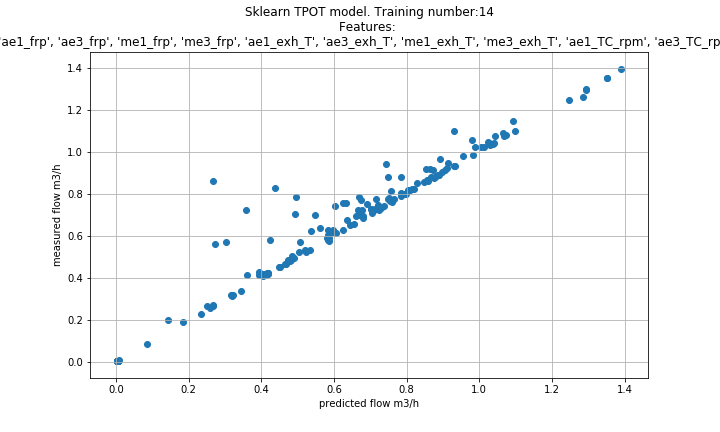 Sklearn TPOT model. Training number:14
Features:
'ae1_frp', 'ae3_frp', 'me1_frp', 'me3_frp', 'ae1_exh_T', 'ae3_exh_T', 'me1_exh_T', 'me3_exh_T', 'ae1_TC_rpm', 'ae3_TC_rp
1.4
1.2
1.0
0.8
0.6
0.4
0.2
0.0
measured flow m3/h
0.0 0.2 0.4 0.6 0.8 1.0 1.2 1.4
predicted flow m3/h